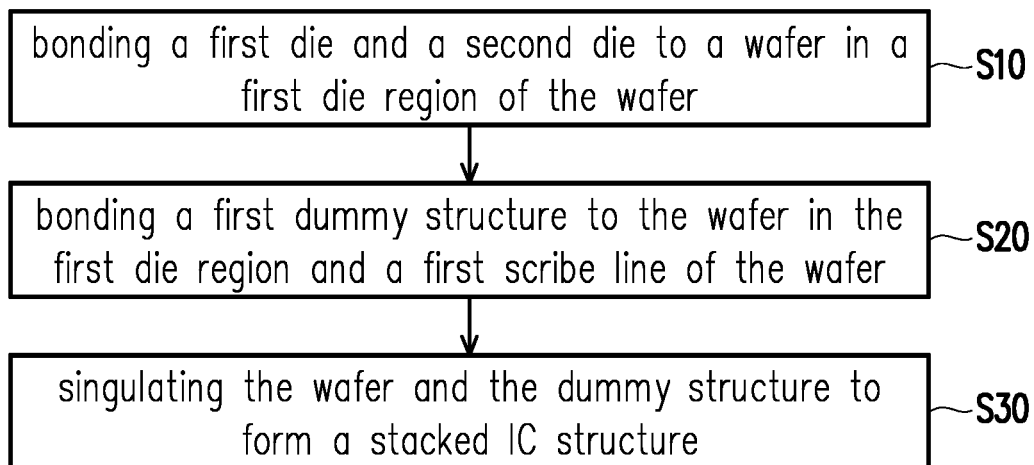 bonding a first die and a second die to a wafer in a
first die region of the wafer
S10
bonding a first dummy structure to the wafer in the
first die region and a first scribe line of the wafer
S20
singulating the wafer and the dummy structure to
form a stacked IC structure
S30